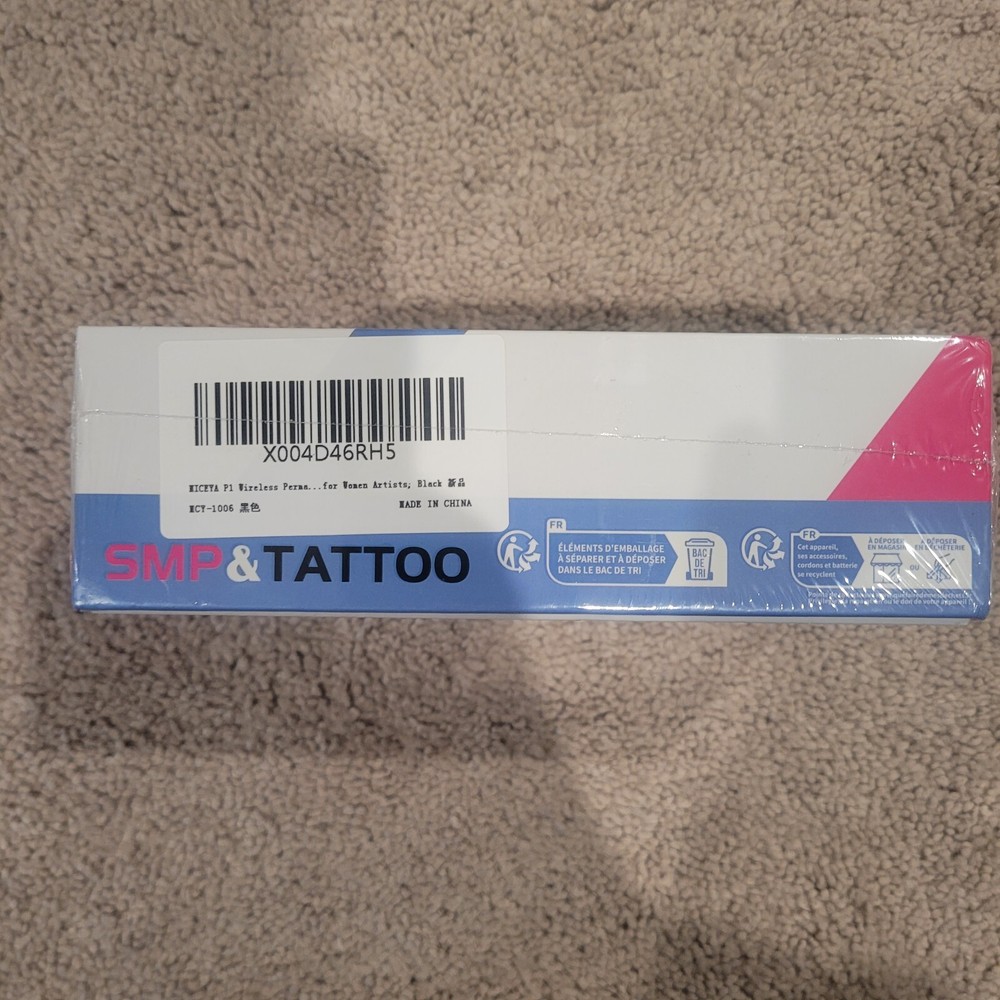 X004D46RH5
MICEYA P1 Wireless Perma...for Women Artists, Black 新品
MCY-1006 黑色
MADE IN CHINA
SMP&TATTOO
FR
ÉLÉMENTS D'EMBALLAGE
À SÉPARER ET À DÉPOSER
DANS LE BAC DE TRI
BAC
DE
TRI
FR
Cet appareil,
ses accessoires,
cordons et batterie
se recyclent
À DÉPOSER
EN MAGASIN
OU
À DÉPOSER
EN DÉCHÈTERIE